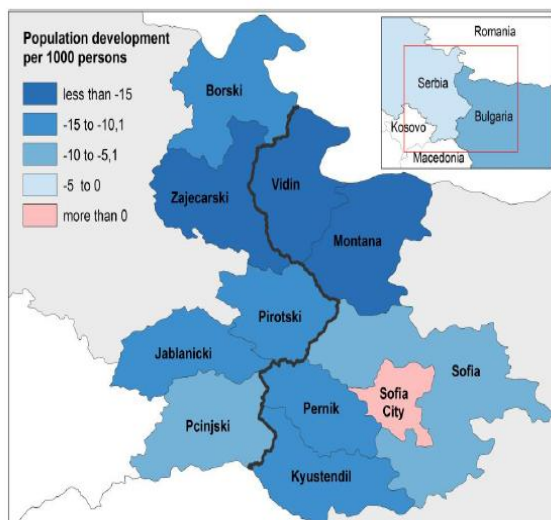 Population development
per 1000 persons
less than -15
-15 to -10,1
-10 to -5,1
-5 to 0
more than 0
Romania
Serbia
Bulgaria
Kosovo
Macedonia
Borski
Zajecarski
Vidin
Montana
Pirotski
Jablanicki
Sofia
Sofia
City
Pernik
Pcinjski
Kyustendil